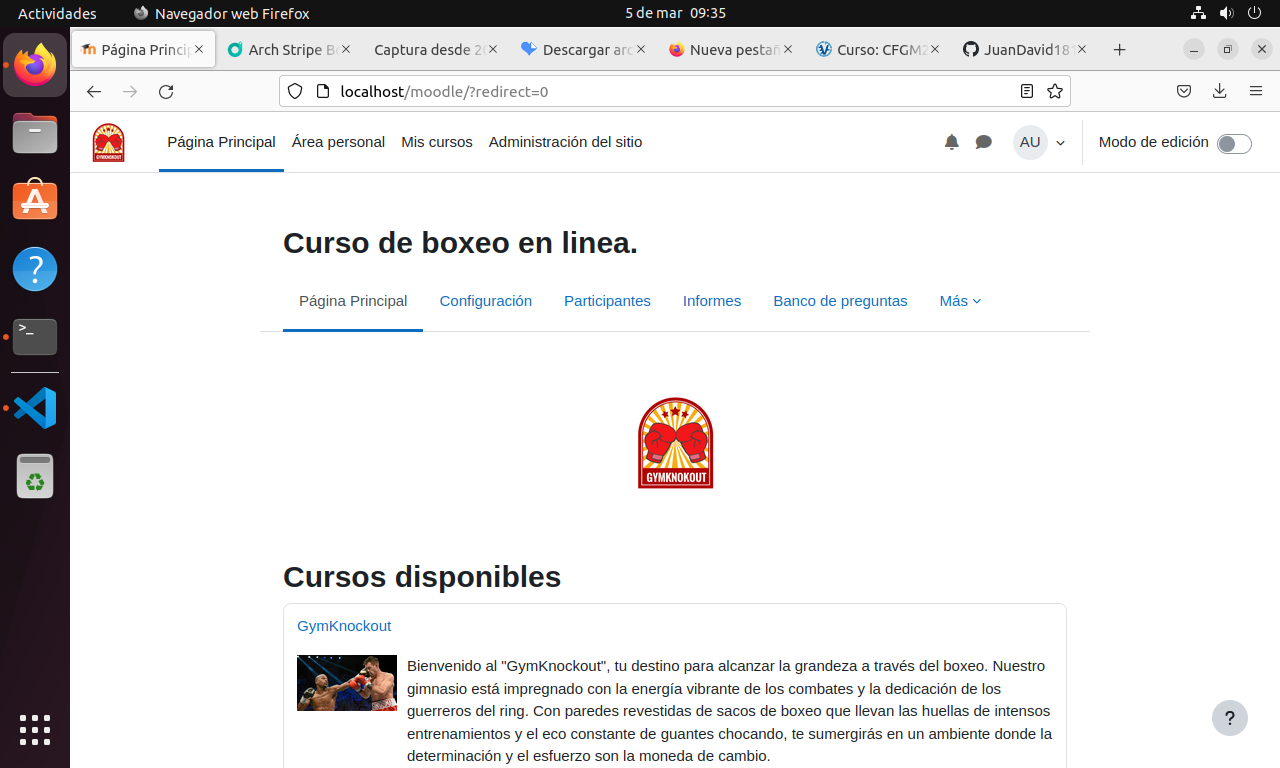 Actividades
Navegador web Firefox
5 de mar 09:35
Página Princip
Arch Stripe B
Captura desde 2
Descargar arc
Nueva pestañ
Curso: CFGM
JuanDavid181
localhost/moodle/?redirect=0
GYMKNOKOUT
Página Principal
Área personal
Mis cursos
Administración del sitio
AU
Modo de edición
Curso de boxeo en linea.
Página Principal
Configuración
Participantes
Informes
Banco de preguntas
Más
GYMKNOKOUT
Cursos disponibles
GymKnockout
Bienvenido al "GymKnockout", tu destino para alcanzar la grandeza a través del boxeo. Nuestro
gimnasio está impregnado con la energía vibrante de los combates y la dedicación de los
guerreros del ring. Con paredes revestidas de sacos de boxeo que llevan las huellas de intensos
entrenamientos y el eco constante de guantes chocando, te sumergirás en un ambiente donde la
determinación y el esfuerzo son la moneda de cambio.
?